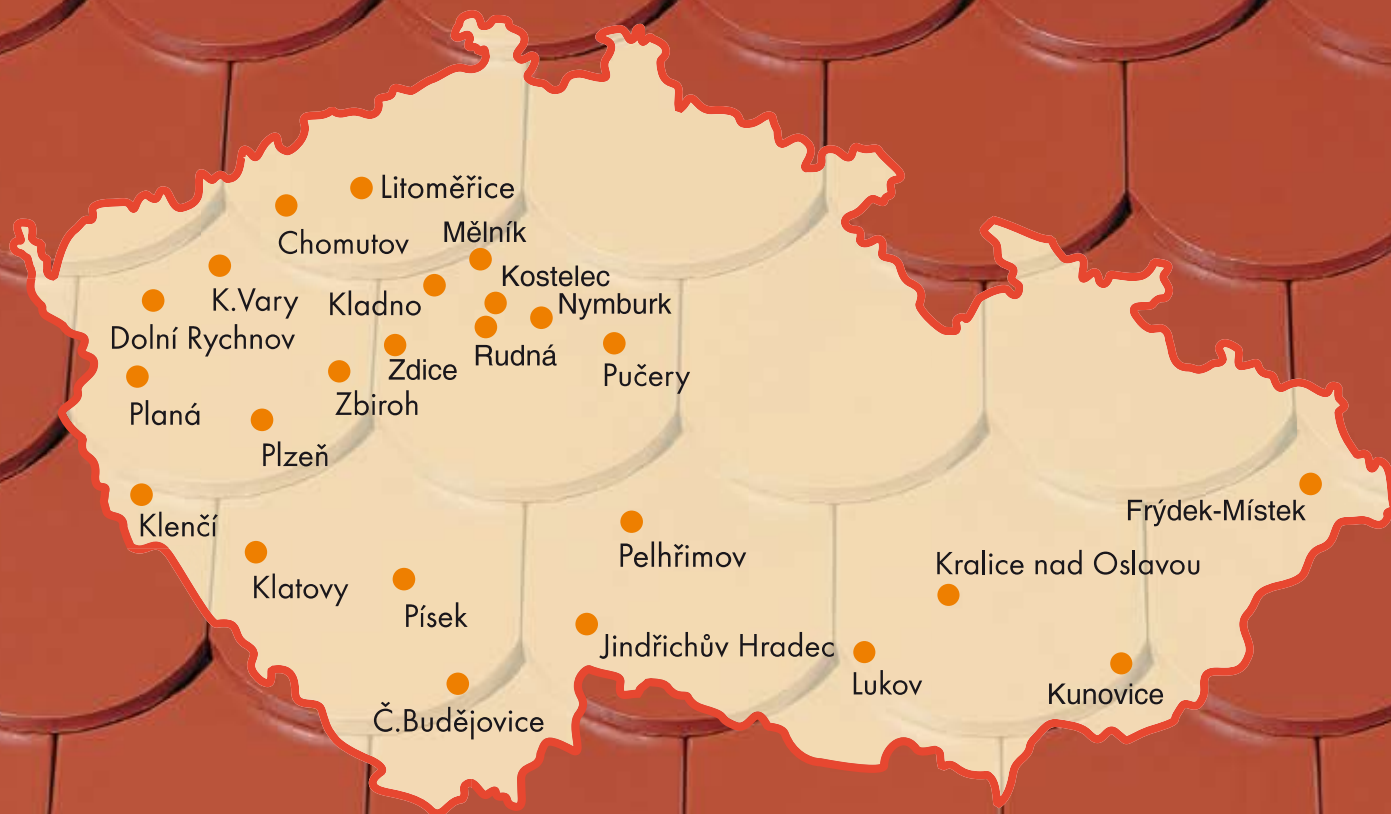 Litoměřice
Chomutov
Mělník
Kostelec
K.Vary
Kladno
Nymburk
Dolní Rychnov
Rudná
Zdice
Pučery
Planá
Zbiroh
Plzeň
Frýdek-Místek
Klenčí
Pelhřimov
Kralice nad Oslavou
Klatovy
Písek
Jindřichův Hradec
Lukov
Kunovice
Č.Budějovice